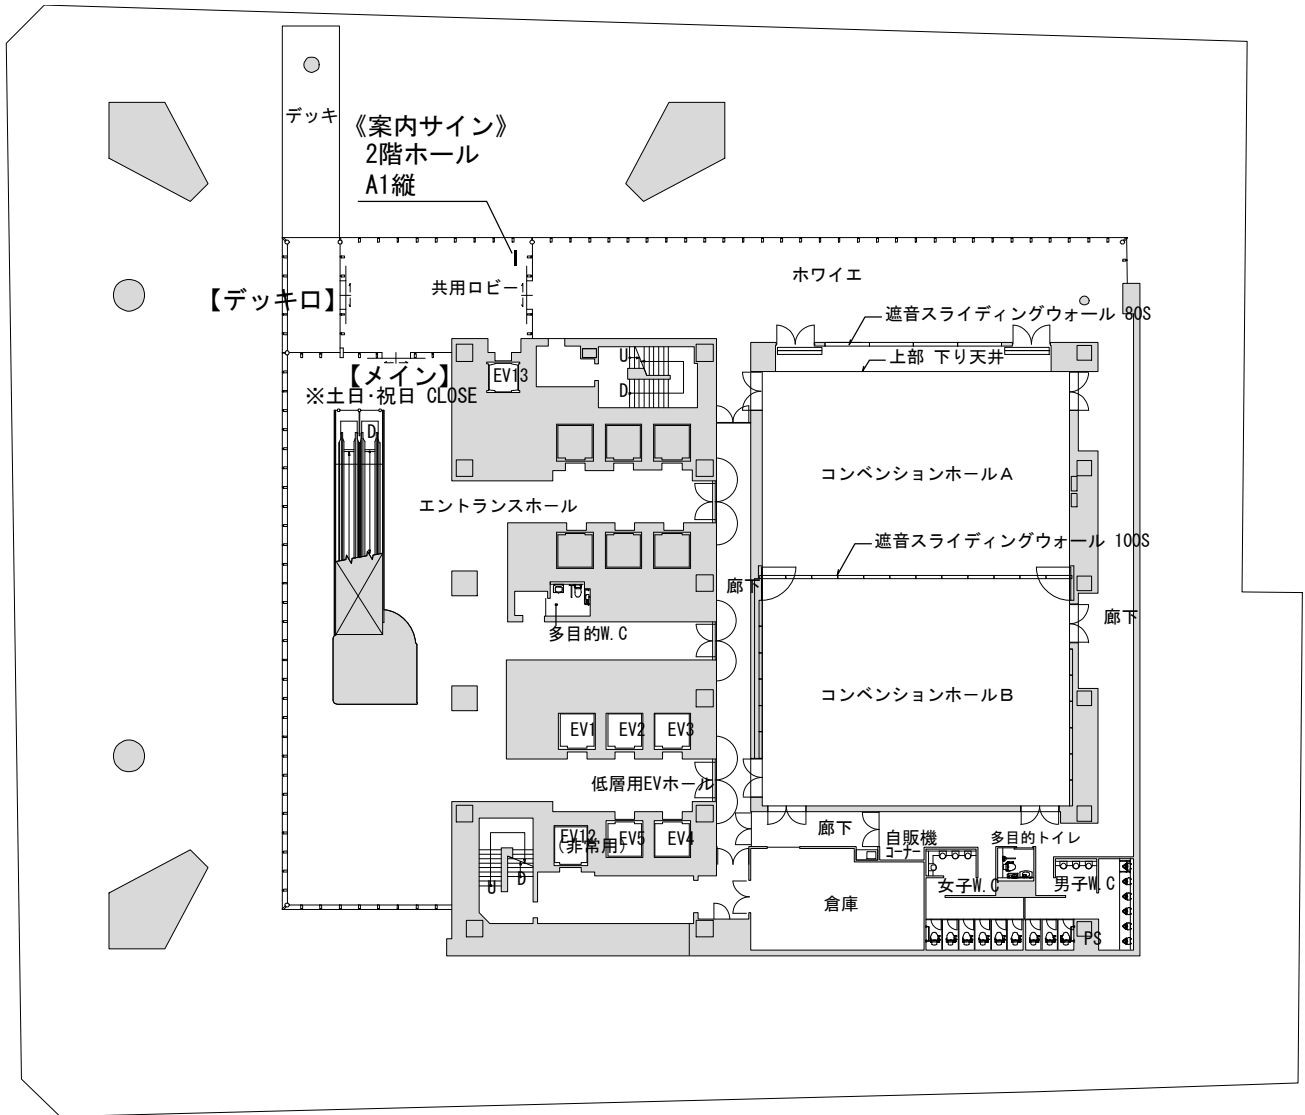 デッキ
《案内サイン》
2階ホール
A1縦
ホワイエ
共用ロビー
【デッキ口】
遮音スライディングウォール 80S
上部 下り天井
【メイン】
※土日・祝日 CLOSE
EV13
U
D
D
コンベンションホールA
エントランスホール
遮音スライディングウォール 100S
廊下
廊下
多目的W.C
コンベンションホールB
EV1
EV2
EV3
低層用EVホール
EV12
(非常用)
EV5
EV4
廊下
自販機
コーナー
多目的トイレ
U
D
女子W.C
男子W.C
倉庫
PS